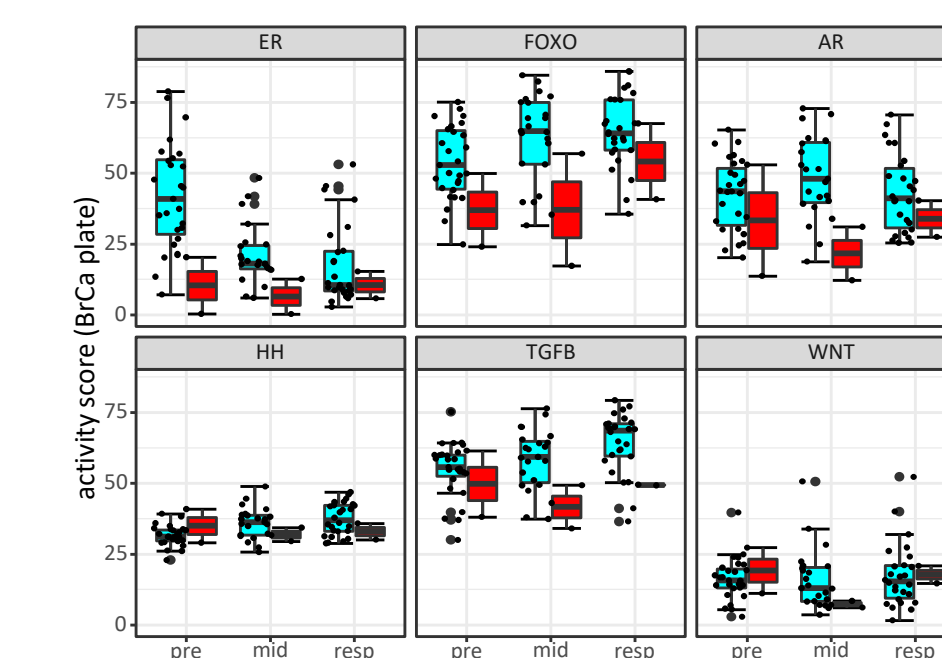 ER FOXO AR
75
50
25
0
activity score (BrCa plate)
HH TGFB WNT
75
50
25
0
pre mid resp pre mid resp pre mid resp